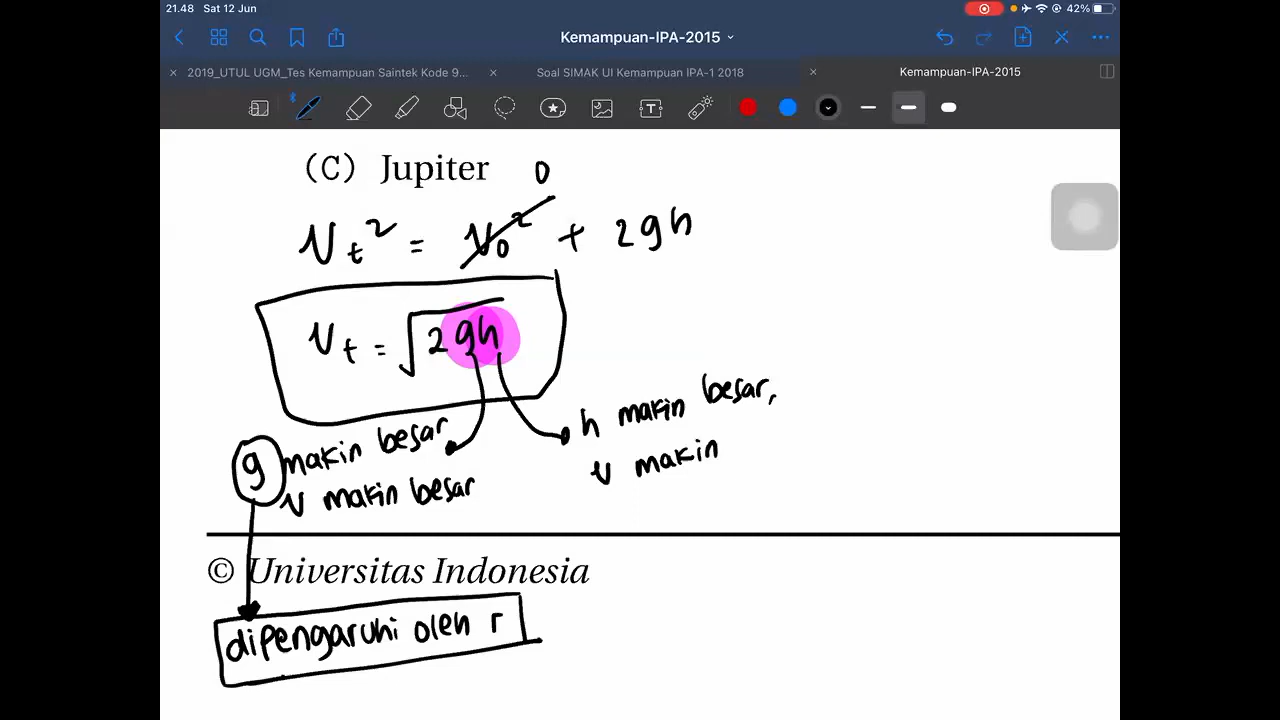 21.48 Sat 12 Jun
42%
Kemampuan-IPA-2015
2019_UTUL UGM_Tes Kemampuan Saintek Kode 9...
Soal SIMAK UI Kemampuan IPA-1 2018
Kemampuan-IPA-2015
(C) Jupiter
0
Vt² = V0² + 2gh
Vt = √2gh
g makin besar
v makin besar
h makin besar,
v makin
© Universitas Indonesia
dipengaruhi oleh r